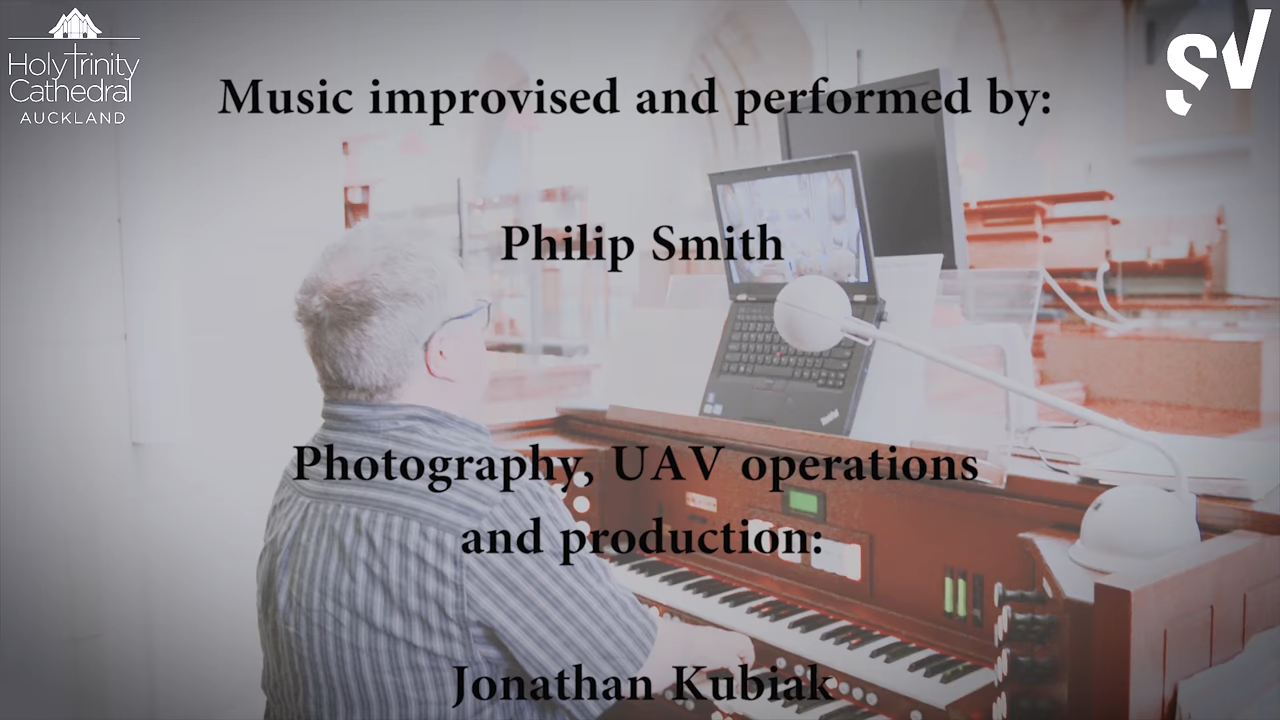 Holy Trinity
Cathedral
AUCKLAND
SV
Music improvised and performed by:
Philip Smith
Photography, UAV operations
and production:
Jonathan Kubiak
ThinkPad